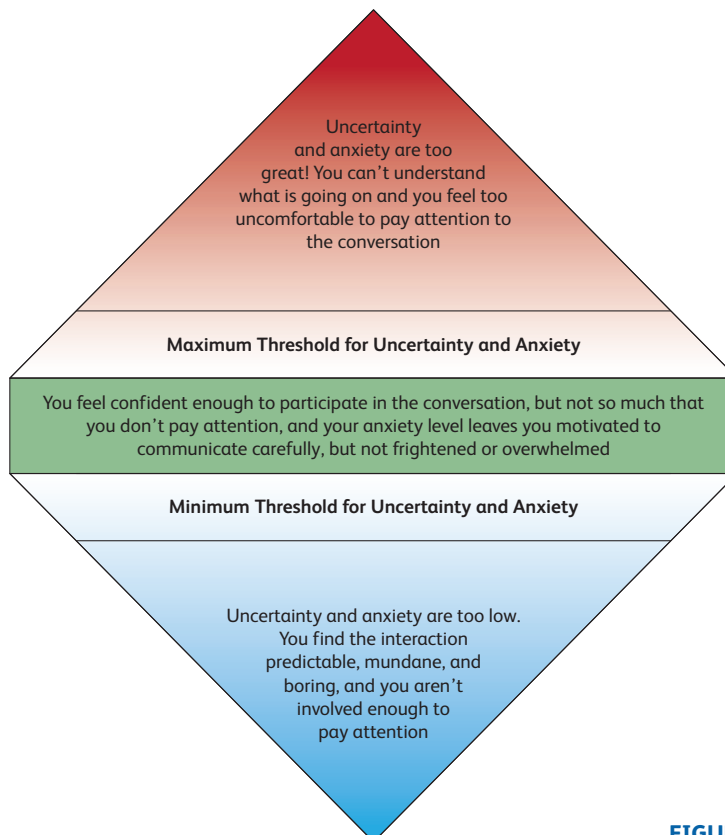 Uncertainty
and anxiety are too
great! You can’t understand
what is going on and you feel too
uncomfortable to pay attention to
the conversation
Maximum Threshold for Uncertainty and Anxiety
You feel confident enough to participate in the conversation, but not so much that
you don’t pay attention, and your anxiety level leaves you motivated to
communicate carefully, but not frightened or overwhelmed
Minimum Threshold for Uncertainty and Anxiety
Uncertainty and anxiety are too low.
You find the interaction
predictable, mundane, and
boring, and you aren’t
involved enough to
pay attention